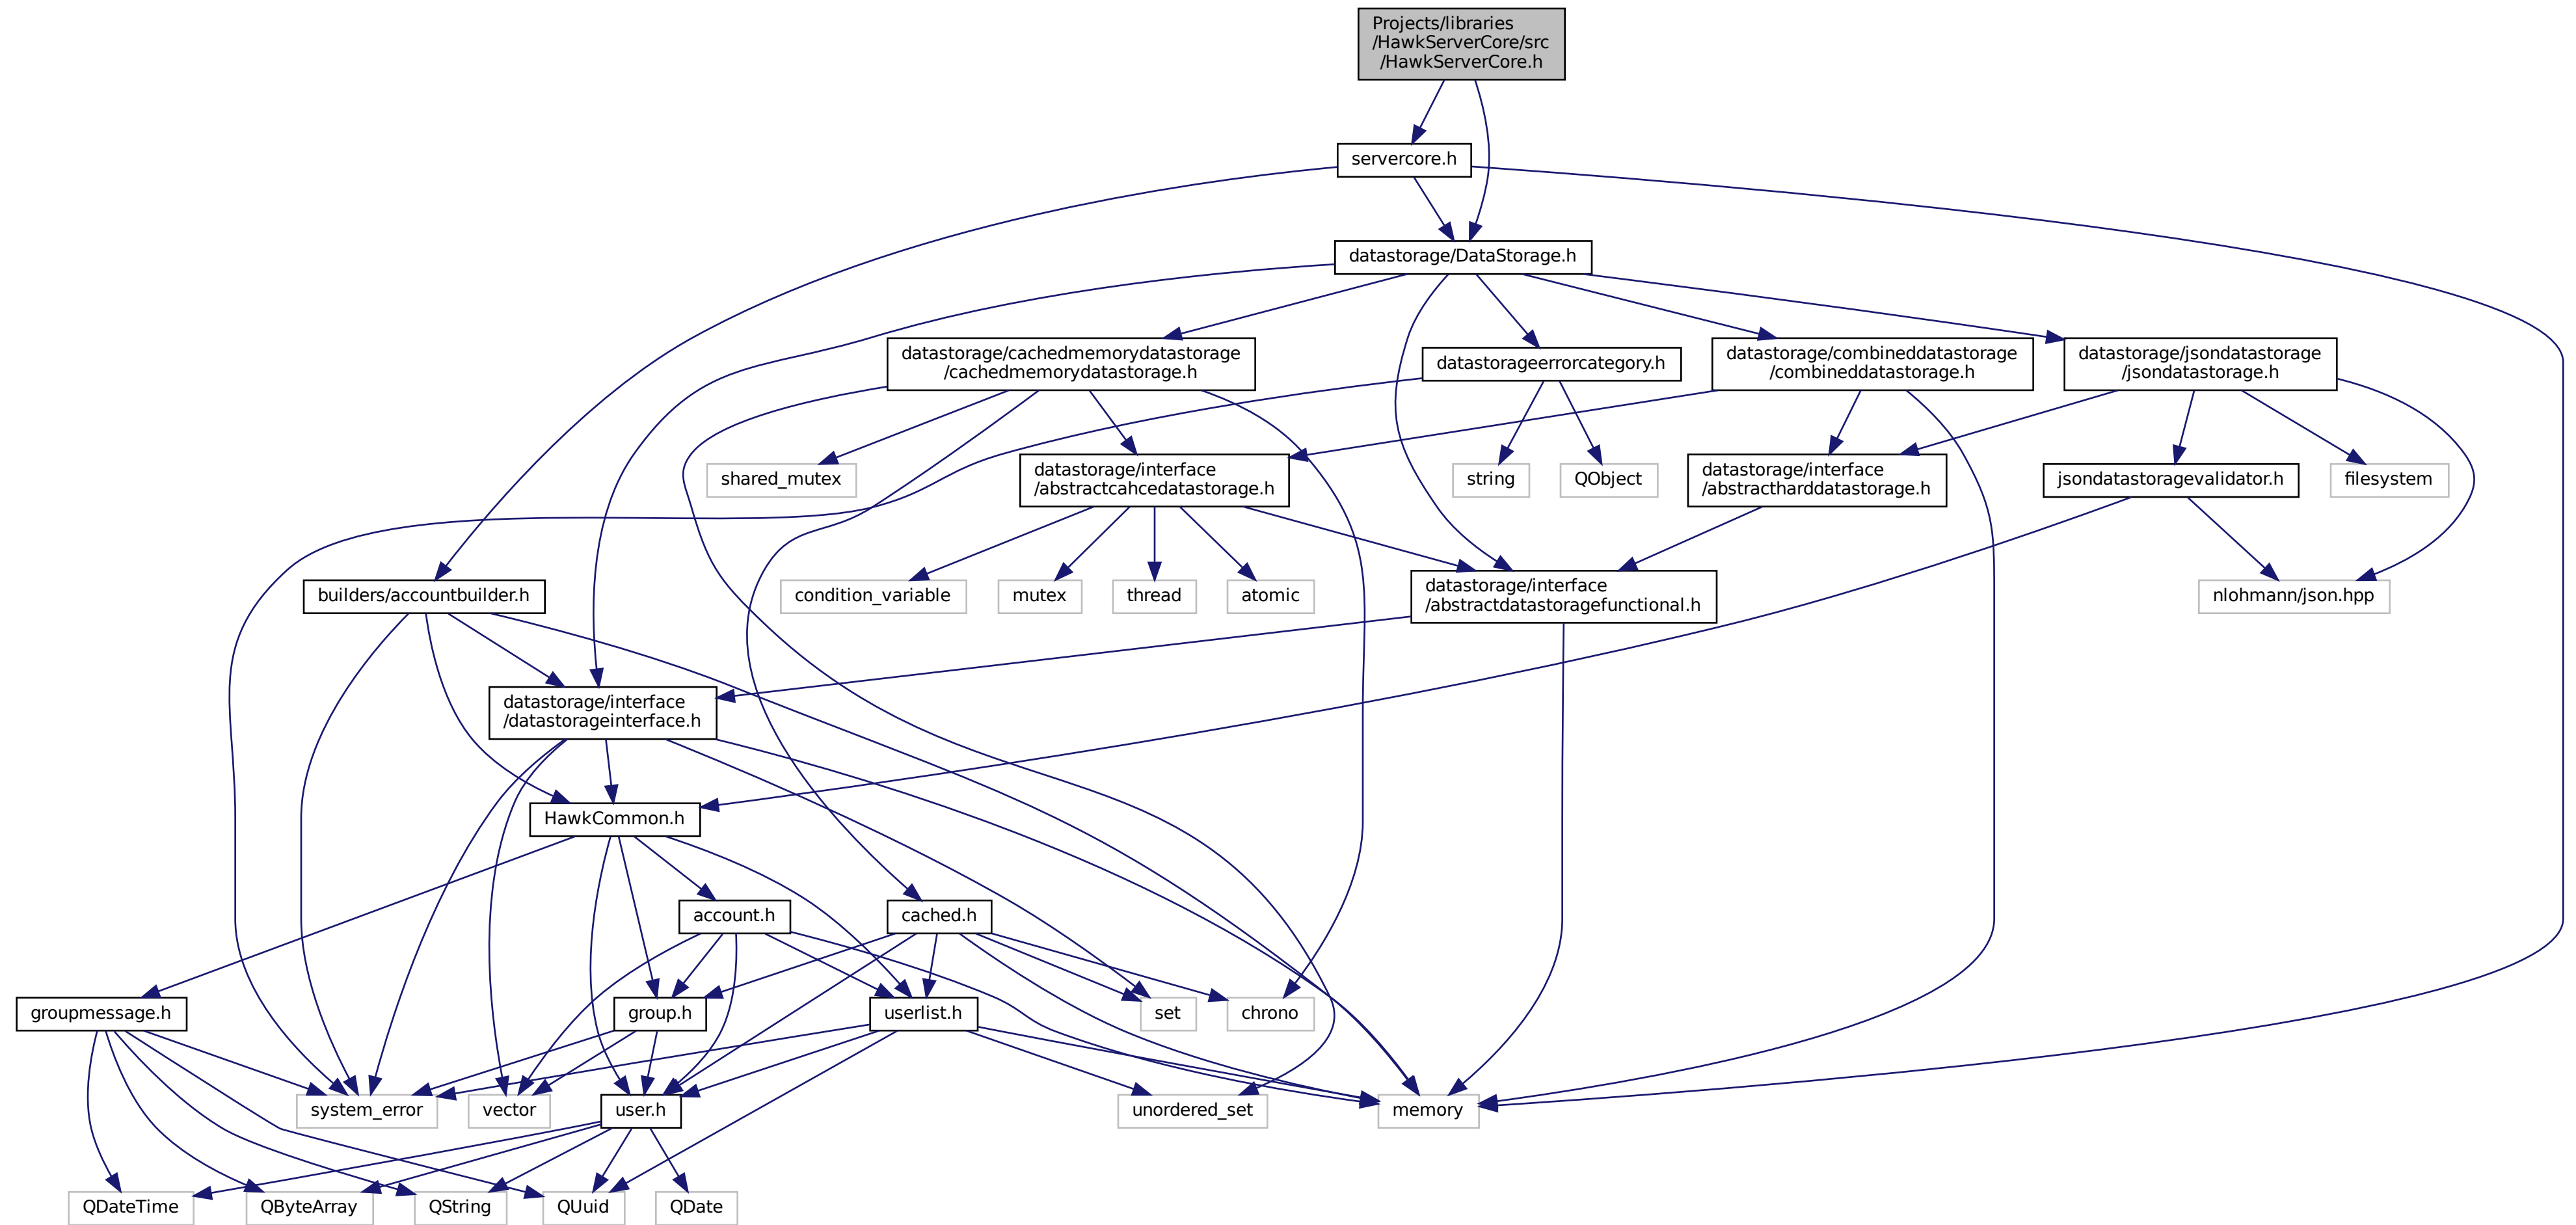 Projects/libraries
/HawkServerCore/src
/HawkServerCore.h
servercore.h
datastorage/DataStorage.h
datastorage/cachedmemorydatastorage
/cachedmemorydatastorage.h
datastorageerrorcategory.h
datastorage/combineddatastorage
/combineddatastorage.h
datastorage/jsondatastorage
/jsondatastorage.h
shared_mutex
datastorage/interface
/abstractcahcedatastorage.h
string
QObject
datastorage/interface
/abstractharddatastorage.h
jsondatastoragevalidator.h
filesystem
builders/accountbuilder.h
condition_variable
mutex
thread
atomic
datastorage/interface
/abstractdatastoragefunctional.h
nlohmann/json.hpp
datastorage/interface
/datastorageinterface.h
HawkCommon.h
account.h
cached.h
groupmessage.h
group.h
userlist.h
set
chrono
system_error
vector
user.h
unordered_set
memory
QDateTime
QByteArray
QString
QUuid
QDate